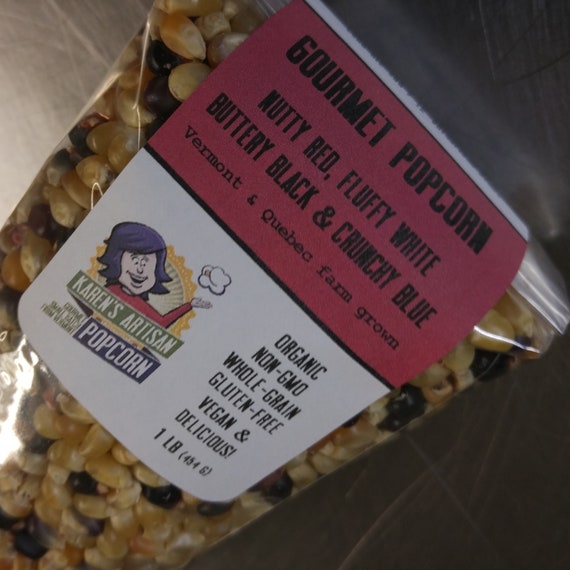 GOURMET POPCORN
NUTTY RED, FLUFFY WHITE
BUTTERY BLACK & CRUNCHY BLUE
Vermont & Quebec farm grown
KAREN'S ARTISAN
POPCORN
ORGANIC
NON-GMO
WHOLE-GRAIN
GLUTEN-FREE
VEGAN &
DELICIOUS!
1 LB (454 G)